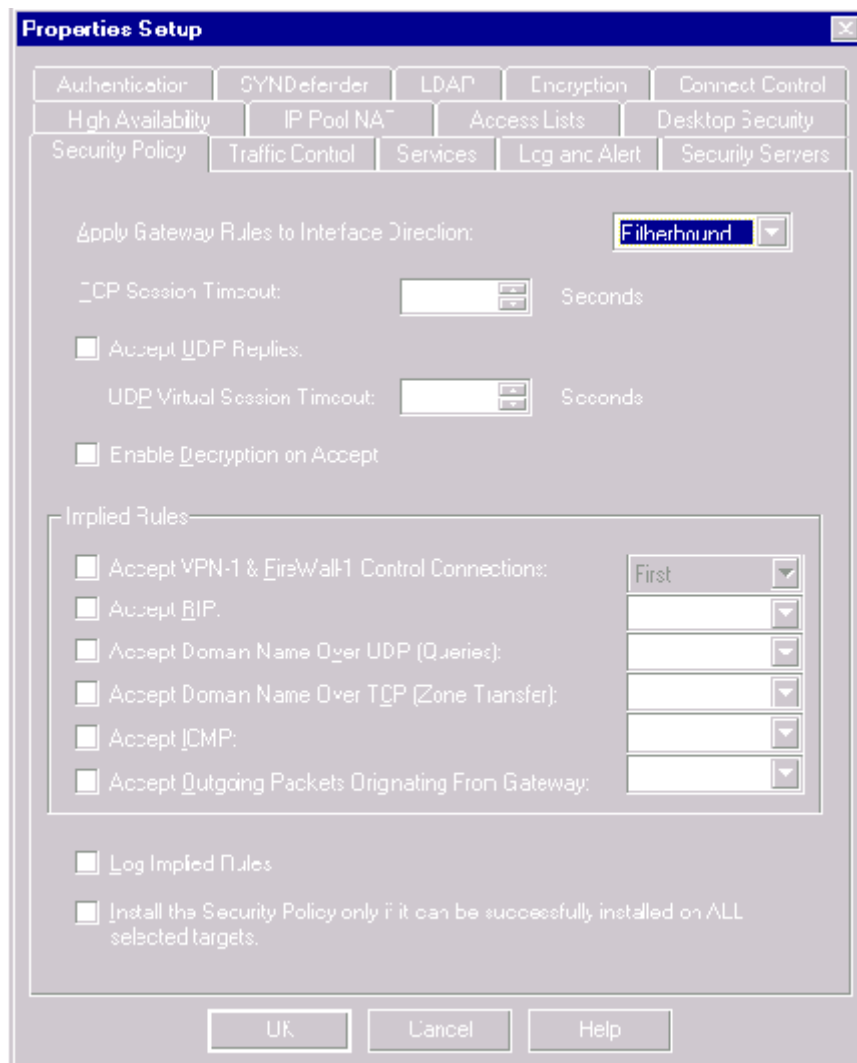 Properties Setup
Authentication SYNDefender LDAP Encryption Connect Control
High Availability IP Pool NAT Access Lists Desktop Security
Security Policy Traffic Control Services Log and Alert Security Servers
Apply Gateway Rules to Interface Direction: Eitherbound
TCP Session Timeout: Seconds
Accept UDP Replies:
UDP Virtual Session Timeout: Seconds
Enable Decryption on Accept
Implied Rules
Accept VPN-1 & FireWall-1 Control Connections: First
Accept RIP:
Accept Domain Name Over UDP (Queries):
Accept Domain Name Over TCP (Zone Transfer):
Accept ICMP:
Accept Outgoing Packets Originating From Gateway:
Log Implied Rules
Install the Security Policy only if it can be successfully installed on ALL
selected targets.
OK Cancel Help